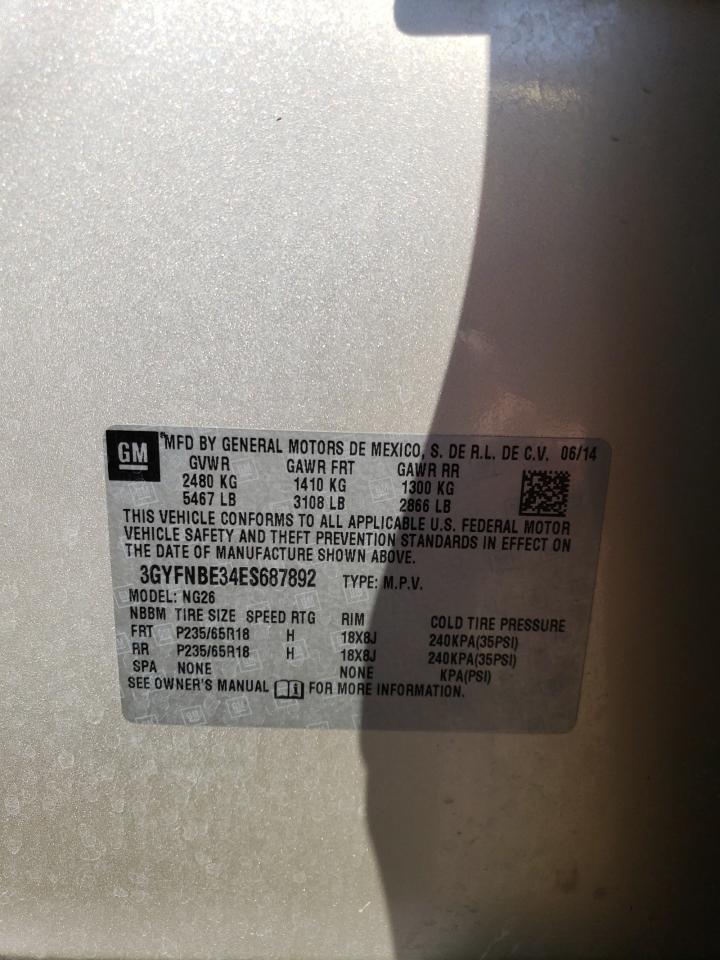 GM MFD BY GENERAL MOTORS DE MEXICO, S. DE R.L. DE C.V. 06/14
GVWR GAWR FRT GAWR RR
2480 KG 1410 KG 1300 KG
5467 LB 3108 LB 2866 LB
THIS VEHICLE CONFORMS TO ALL APPLICABLE U.S. FEDERAL MOTOR
VEHICLE SAFETY AND THEFT PREVENTION STANDARDS IN EFFECT ON
THE DATE OF MANUFACTURE SHOWN ABOVE.
3GYFNBE34ES687892 TYPE: M.P.V.
MODEL: NG26
NBBM TIRE SIZE SPEED RTG RIM COLD TIRE PRESSURE
FRT P235/65R18 H 18X8J 240KPA(35PSI)
RR P235/65R18 H 18X8J 240KPA(35PSI)
SPA NONE NONE KPA(PSI)
SEE OWNER'S MANUAL FOR MORE INFORMATION.